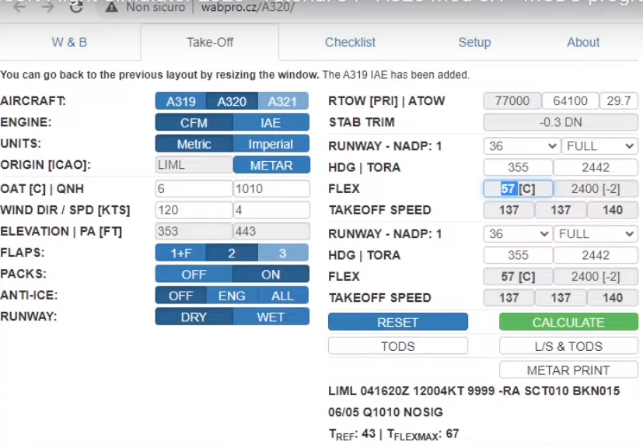 Non sicuro | wabpro.cz/A320/
W & B Take-Off Checklist Setup About
You can go back to the previous layout by resizing the window. The A319 IAE has been added.
AIRCRAFT: A319 A320 A321
ENGINE: CFM IAE
UNITS: Metric Imperial
ORIGIN [ICAO]: LIML METAR
OAT [C] | QNH 6 1010
WIND DIR / SPD [KTS] 120 4
ELEVATION | PA [FT] 353 443
FLAPS: 1+F 2 3
PACKS: OFF ON
ANTI-ICE: OFF ENG ALL
RUNWAY: DRY WET
RTOW [PRI] | ATOW 77000 64100 29.7
STAB TRIM -0.3 DN
RUNWAY - NADP: 1 36 FULL
HDG | TORA 355 2442
FLEX 57 [C] 2400 [-2]
TAKEOFF SPEED 137 137 140
RUNWAY - NADP: 1 36 FULL
HDG | TORA 355 2442
FLEX 57 [C] 2400 [-2]
TAKEOFF SPEED 137 137 140
RESET CALCULATE
TODS L/S & TODS
METAR PRINT
LIML 041620Z 12004KT 9999 -RA SCT010 BKN015
06/05 Q1010 NOSIG
TREF: 43 | TFLEXMAX: 67